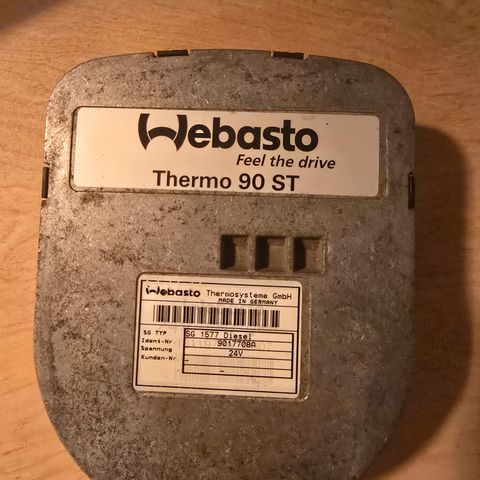 Webasto
Feel the drive
Thermo 90 ST
Webasto Thermosysteme GmbH
MADE IN GERMANY
SG TYP SG 1577 Diesel
Ident-Nr 9017708A
Spannung 24V
Kunden-Nr -
-